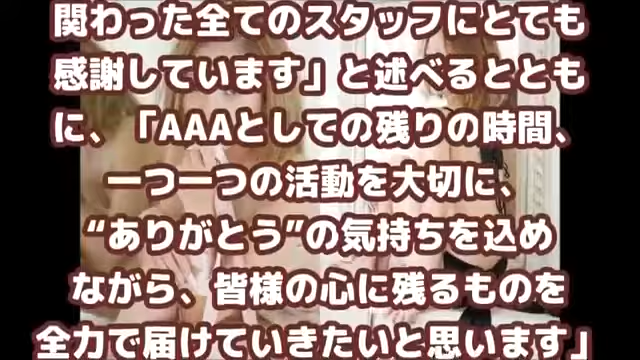 関わった全てのスタッフにとても
感謝しています」と述べるととも
に、「AAAとしての残りの時間、
一つ一つの活動を大切に、
“ありがとう”の気持ちを込め
ながら、皆様の心に残るものを
全力で届けていきたいと思います」